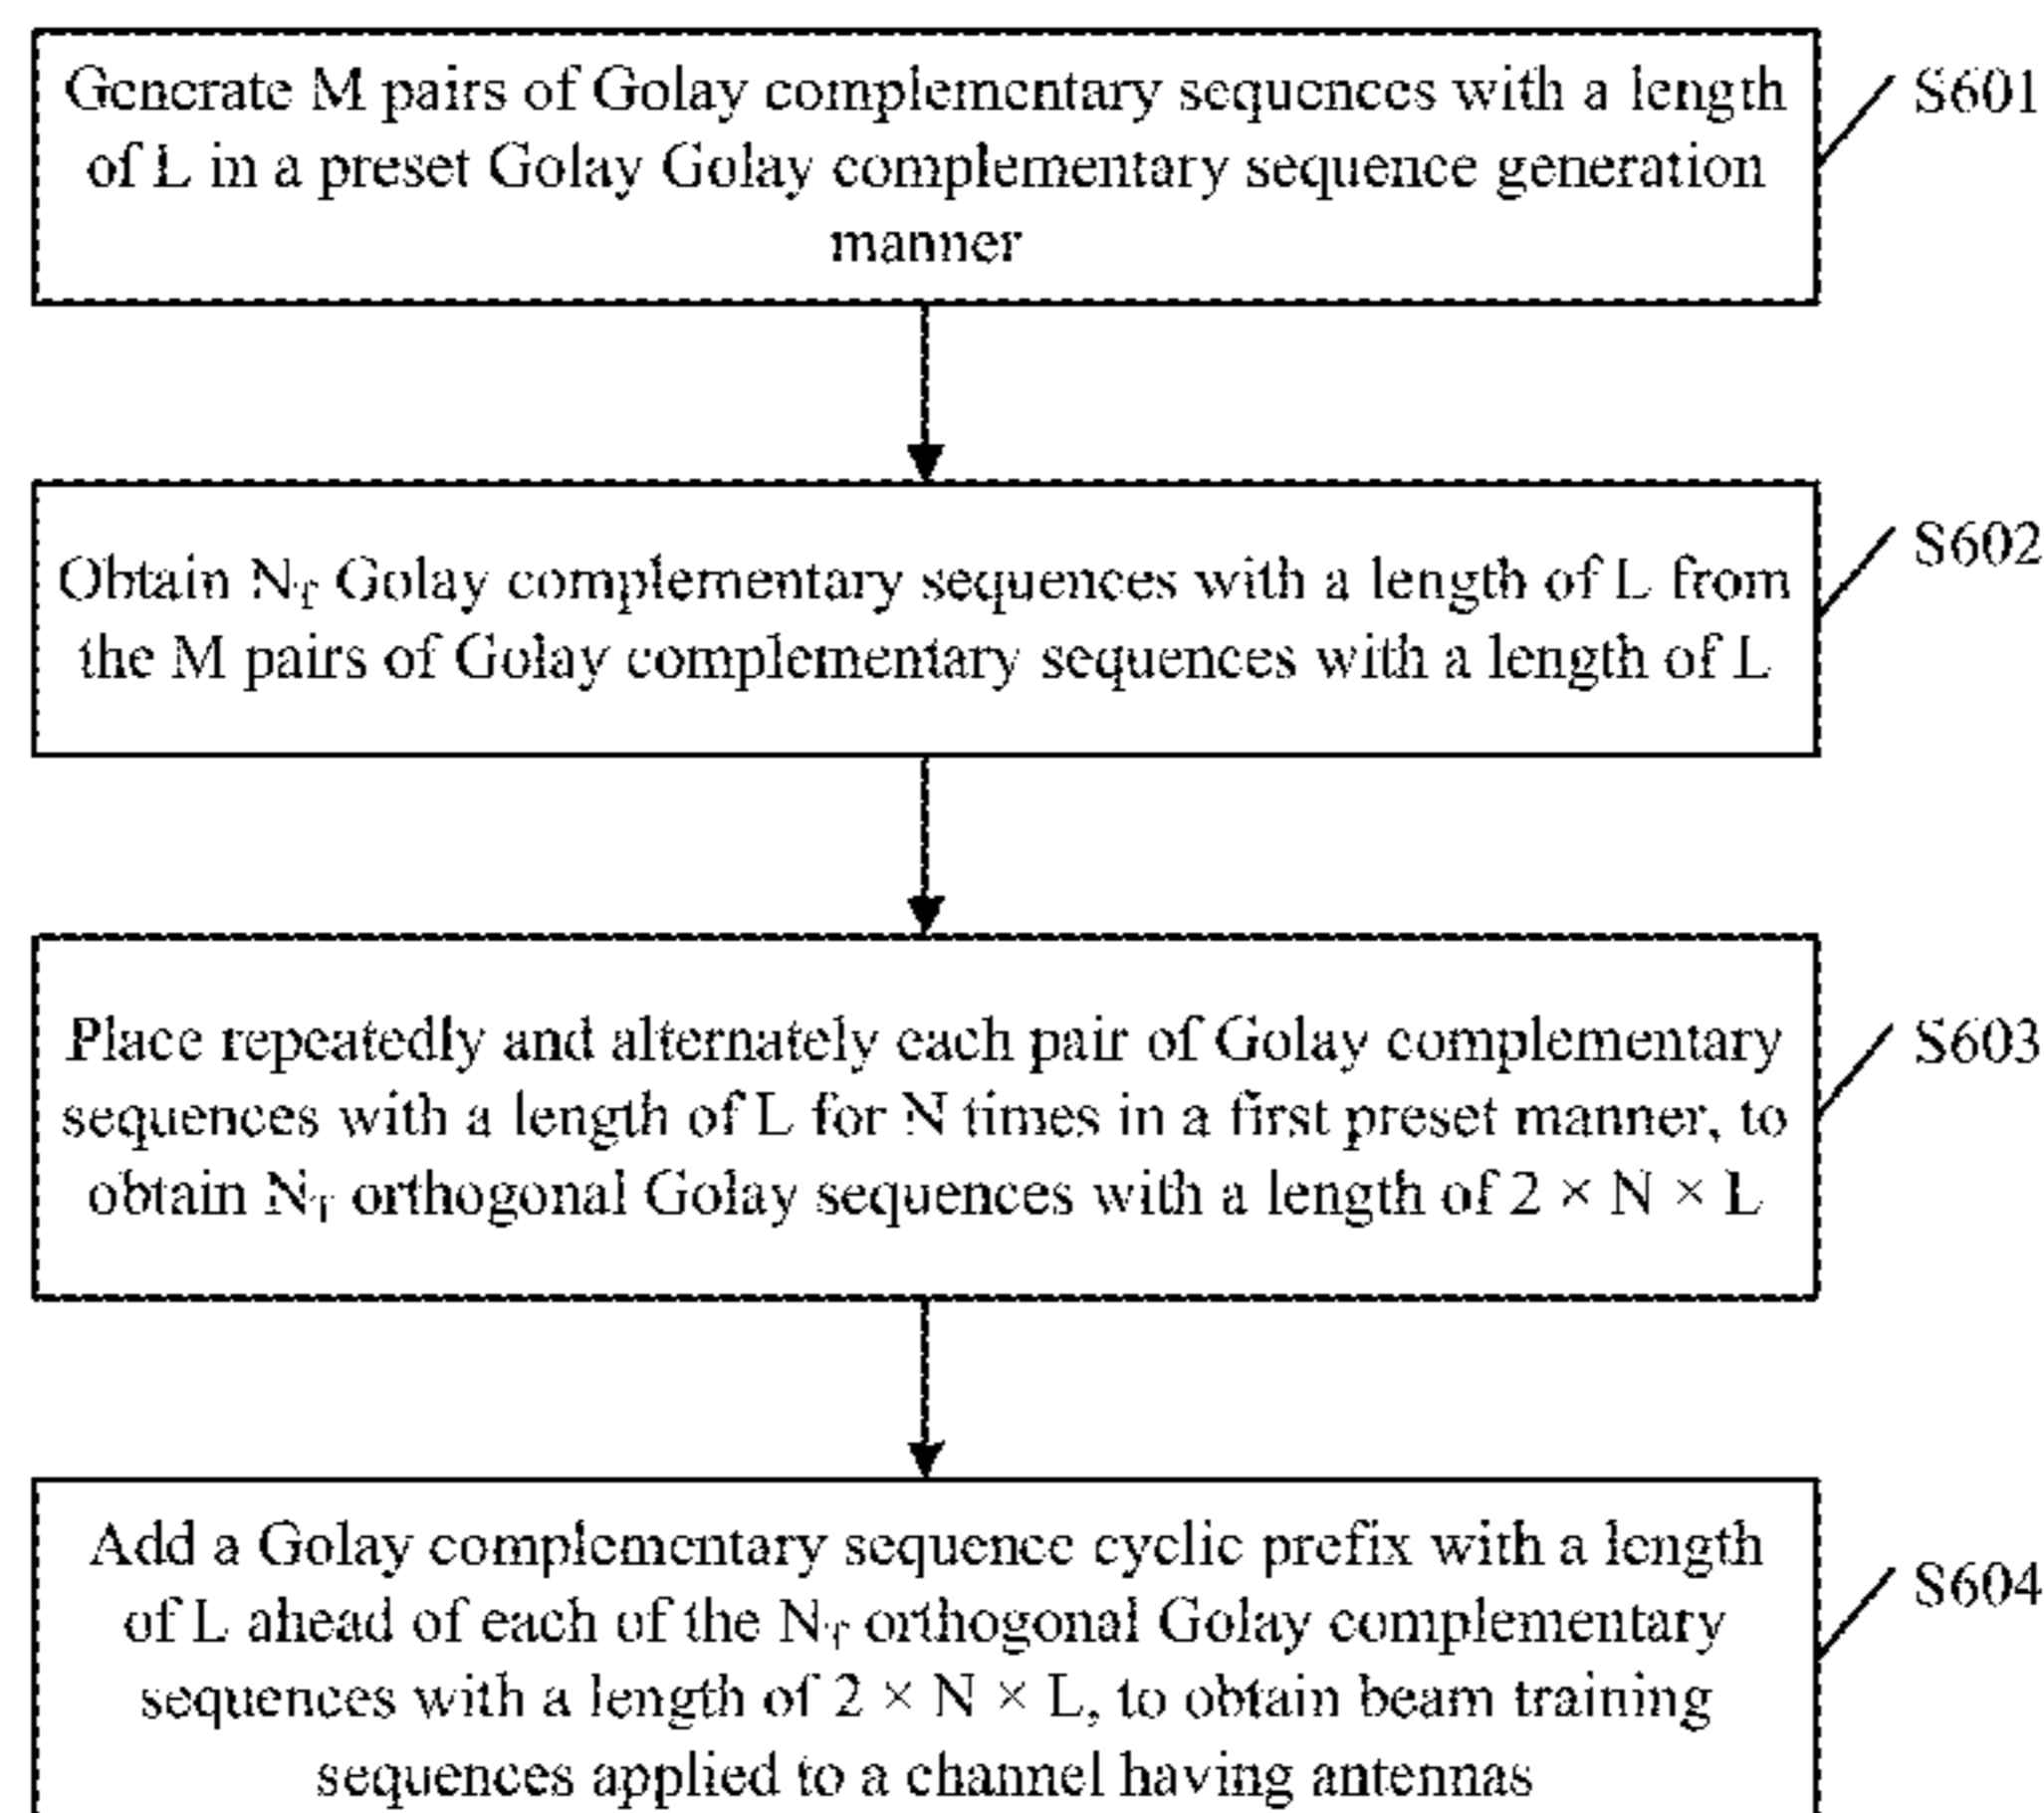 Generate M pairs of Golay complementary sequences with a length
of L in a preset Golay Golay complementary sequence generation
manner
S601
Obtain N_T Golay complementary sequences with a length of L from
the M pairs of Golay complementary sequences with a length of L
S602
Place repeatedly and alternately each pair of Golay complementary
sequences with a length of L for N times in a first preset manner, to
obtain N_T orthogonal Golay sequences with a length of 2 × N × L
S603
Add a Golay complementary sequence cyclic prefix with a length
of L ahead of each of the N_T orthogonal Golay complementary
sequences with a length of 2 × N × L, to obtain beam training
sequences applied to a channel having antennas
S604